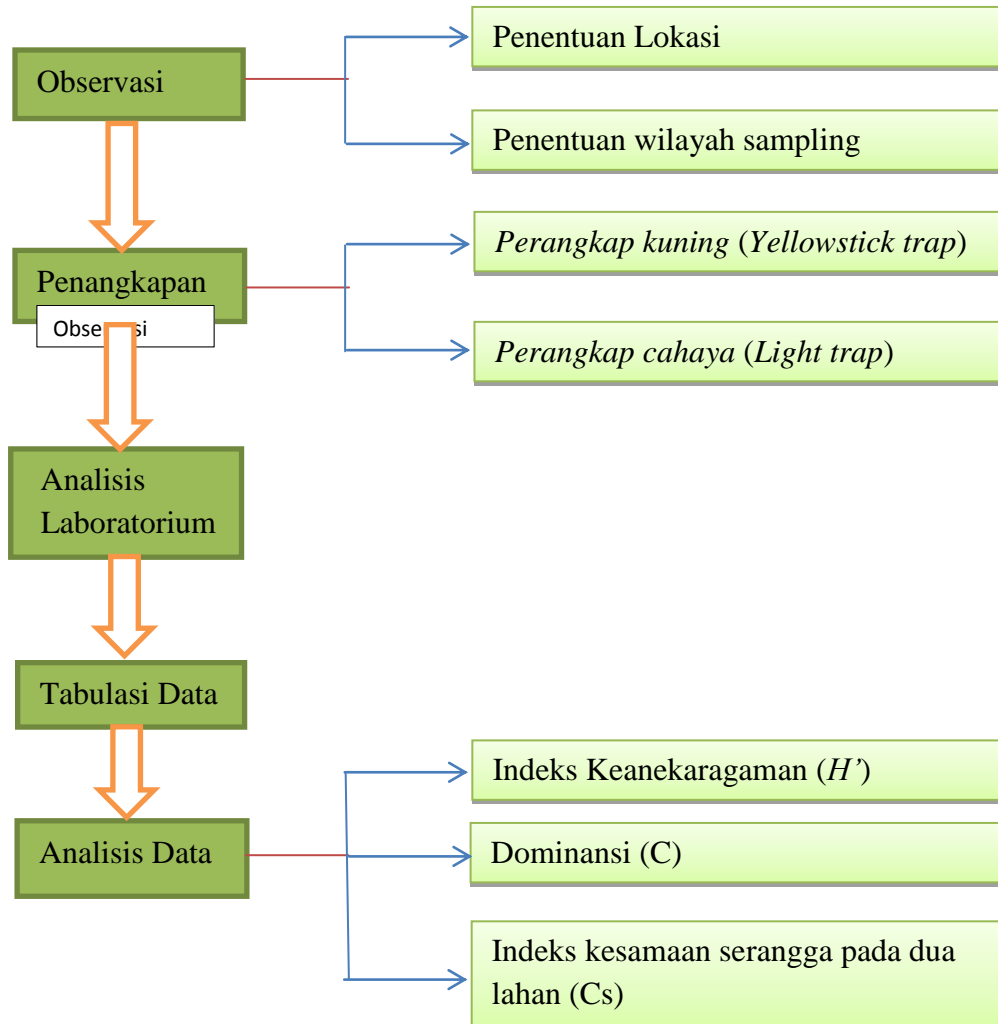 Observasi
Penentuan Lokasi
Penentuan wilayah sampling
Penangkapan
Perangkap kuning (Yellowstick trap)
Perangkap cahaya (Light trap)
Analisis
Laboratorium
Tabulasi Data
Analisis Data
Indeks Keanekaragaman (H’)
Dominansi (C)
Indeks kesamaan serangga pada dua
lahan (Cs)